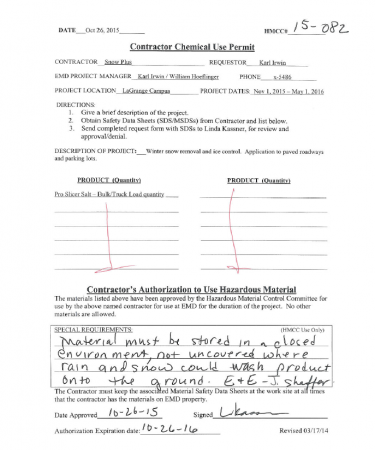 DATE Oct 26, 2015 HMCC# 15-082
Contractor Chemical Use Permit
CONTRACTOR Snow Plus REQUESTOR Karl Irwin
EMD PROJECT MANAGER Karl Irwin / William Hoeflinger PHONE x-5486
PROJECT LOCATION LaGrange Campus PROJECT DATES: Nov 1, 2015 – May 1, 2016
DIRECTIONS:
1. Give a brief description of the project.
2. Obtain Safety Data Sheets (SDS/MSDSs) from Contractor and list below.
3. Send completed request form with SDSs to Linda Kassner, for review and
approval/denial.
DESCRIPTION OF PROJECT: Winter snow removal and ice control. Application to paved roadways
and parking lots.
PRODUCT (Quantity) PRODUCT (Quantity)
Pro Slicer Salt – Bulk/Truck Load quantity
Contractor's Authorization to Use Hazardous Material
The materials listed above have been approved by the Hazardous Material Control Committee for
use by the above named contractor for use at EMD for the duration of the project. No other
materials are allowed.
SPECIAL REQUIREMENTS: (HMCC Use Only)
Material must be stored in a closed
environment, not uncovered where
rain and snow could wash product
onto the ground. E+E - J. Shaffer
The Contractor must keep the associated Material Safety Data Sheets at the work site at all times
that the contractor has the materials on EMD property.
Date Approved 10-26-15 Signed
Authorization Expiration date: 10-26-16 Revised 03/17/14